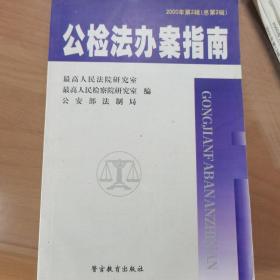 2000年第2辑(总第2辑)
公检法办案指南
最高人民法院研究室
最高人民检察院研究室 编
公安部法制局
GONGJIANFABANANZHINAN
警官教育出版社